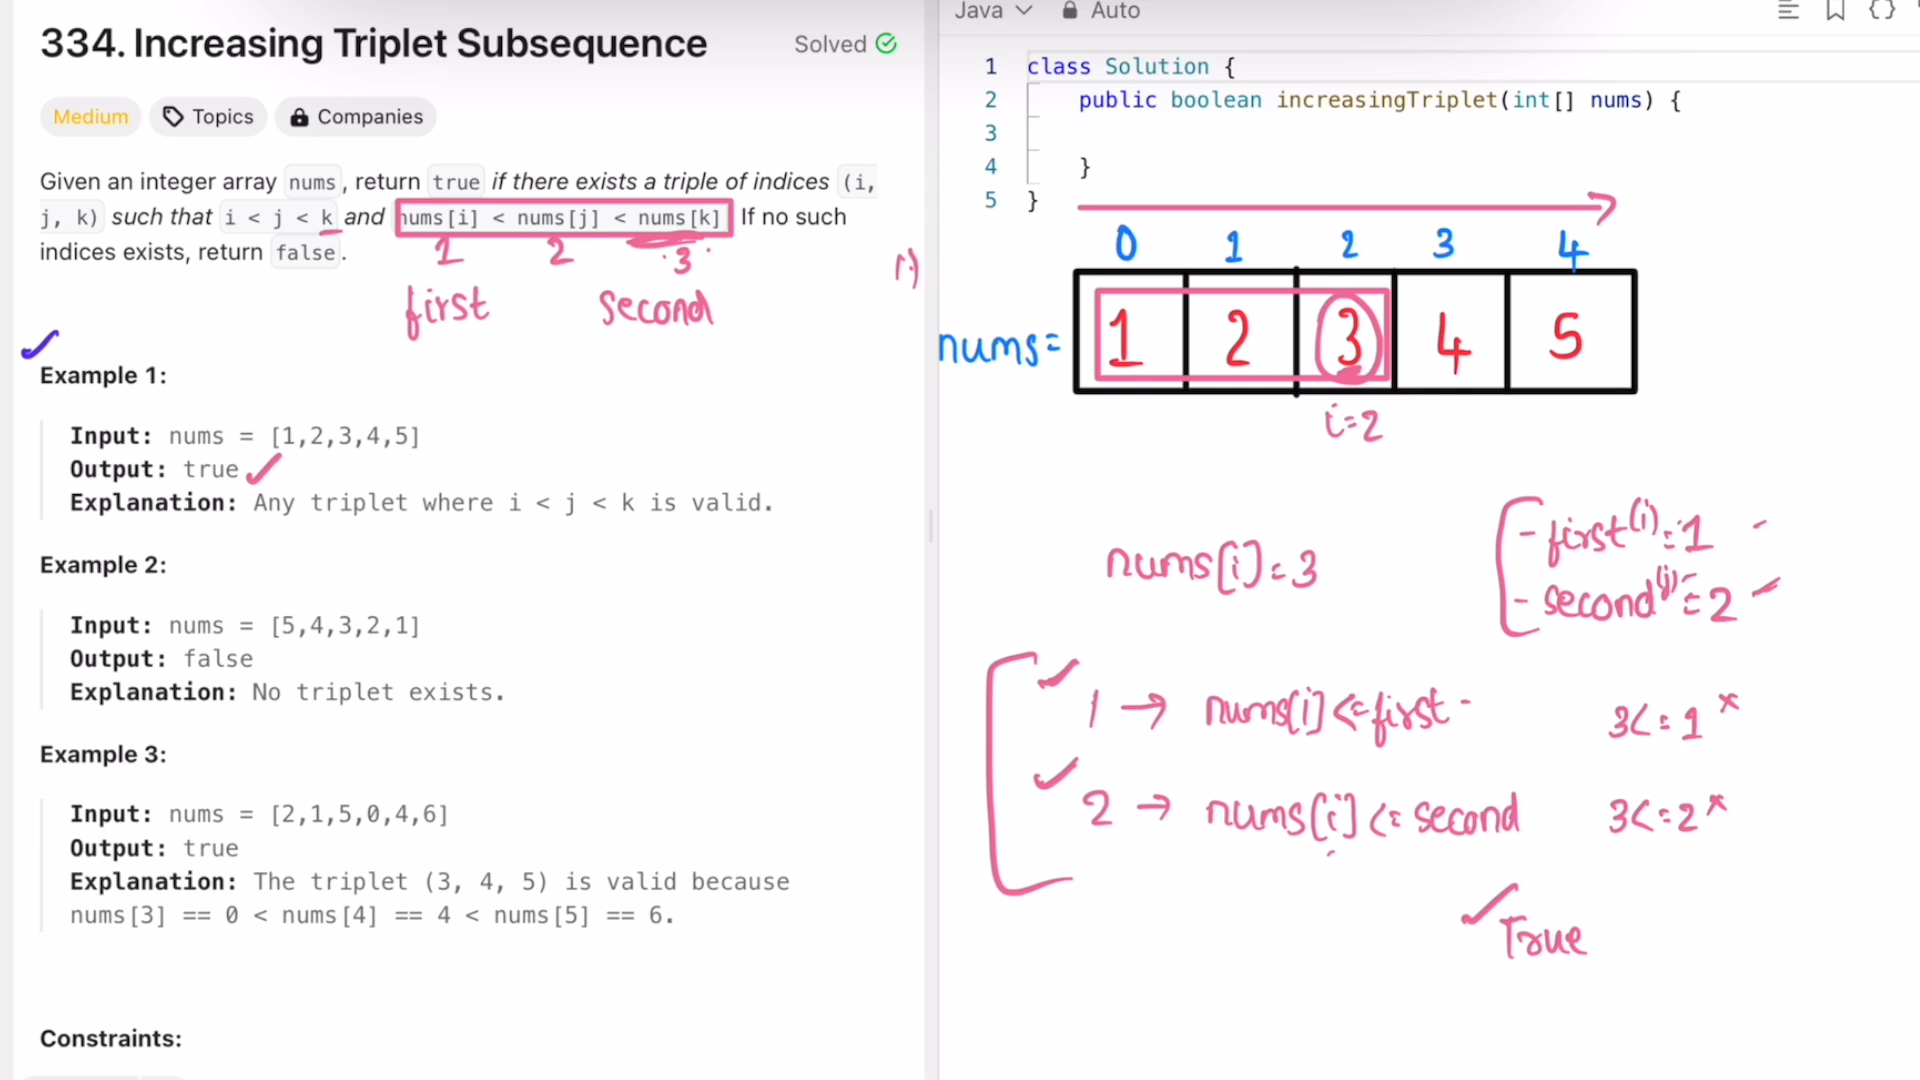 334. Increasing Triplet Subsequence
Solved
Medium
Topics
Companies
Given an integer array nums, return true if there exists a triple of indices (i,
j, k) such that i < j < k and nums[i] < nums[j] < nums[k] If no such
indices exists, return false.
1 2 3
first second
Example 1:
Input: nums = [1,2,3,4,5]
Output: true
Explanation: Any triplet where i < j < k is valid.
Example 2:
Input: nums = [5,4,3,2,1]
Output: false
Explanation: No triplet exists.
Example 3:
Input: nums = [2,1,5,0,4,6]
Output: true
Explanation: The triplet (3, 4, 5) is valid because
nums[3] == 0 < nums[4] == 4 < nums[5] == 6.
Constraints:
Java
Auto
1 class Solution {
2 public boolean increasingTriplet(int[] nums) {
3
4 }
5 }
0 1 2 3 4
nums= 1 2 3 4 5
i=2
nums[i]=3
- first(i)=1 -
- second(j)=2 -
1 → nums[i]<=first - 3<=1 x
2 → nums[i]<=second 3<=2 x
True